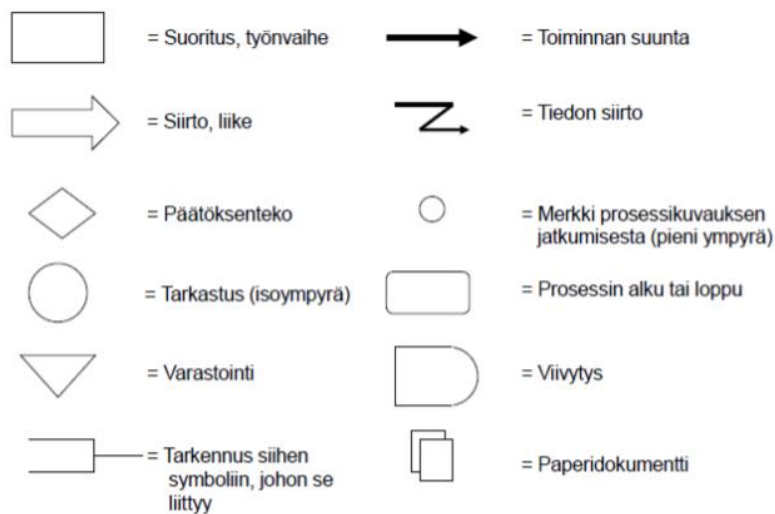 = Suoritus, työnvaihe
= Toiminnan suunta
= Siirto, liike
= Tiedon siirto
= Päätöksenteko
= Merkki prosessikuvauksen
jatkumisesta (pieni ympyrä)
= Tarkastus (isoympyrä)
= Prosessin alku tai loppu
= Varastointi
= Viivytys
= Tarkennus siihen
symboliin, johon se
liittyy
= Paperidokumentti